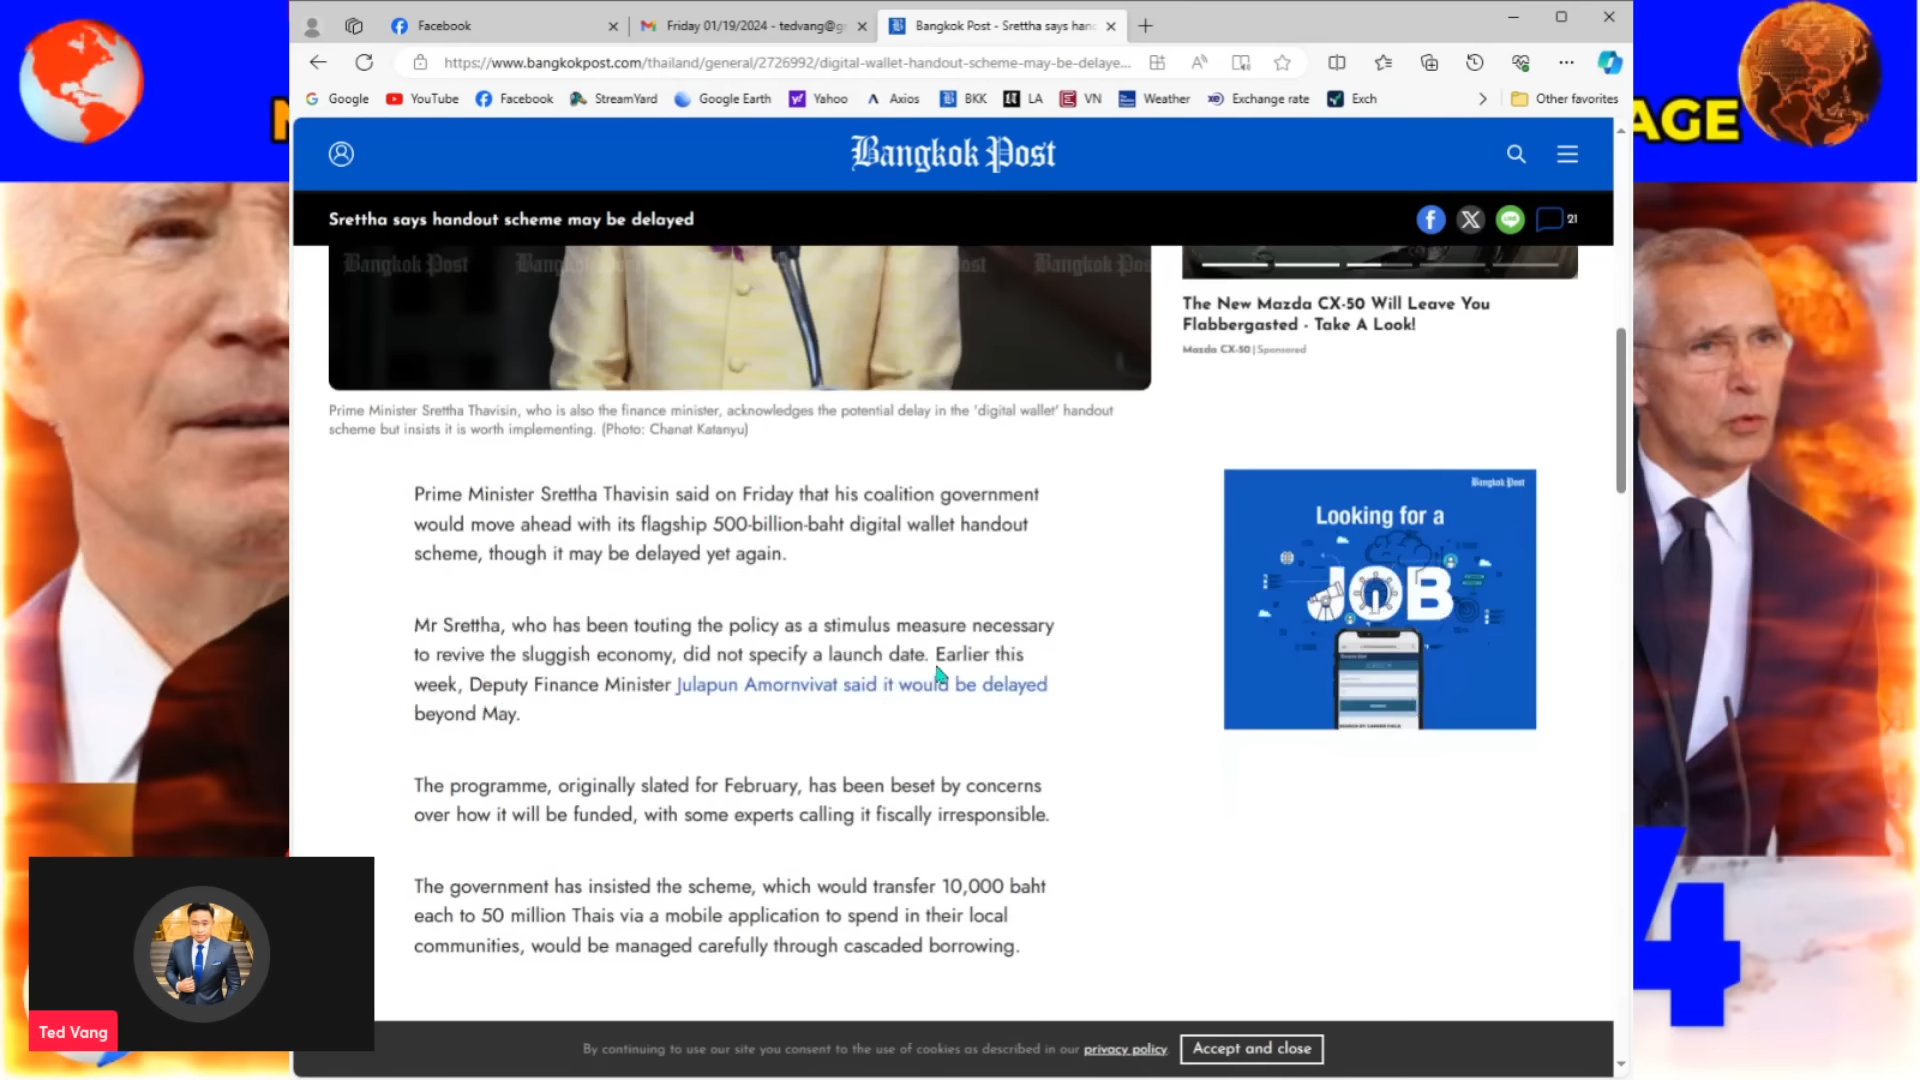 Facebook
Friday 01/19/2024 - tedvang@g
Bangkok Post - Srettha says han
https://www.bangkokpost.com/thailand/general/2726992/digital-wallet-handout-scheme-may-be-delaye...
Google
YouTube
Facebook
StreamYard
Google Earth
Yahoo
Axios
BKK
LA
VN
Weather
Exchange rate
Exch
Other favorites
AGE
Bangkok Post
Srettha says handout scheme may be delayed
21
Bangkok Post
The New Mazda CX-50 Will Leave You
Flabbergasted - Take A Look!
Mazda CX-50 | Sponsored
Prime Minister Srettha Thavisin, who is also the finance minister, acknowledges the potential delay in the 'digital wallet' handout
scheme but insists it is worth implementing. (Photo: Chanat Katanyu)
Prime Minister Srettha Thavisin said on Friday that his coalition government
would move ahead with its flagship 500-billion-baht digital wallet handout
scheme, though it may be delayed yet again.
Mr Srettha, who has been touting the policy as a stimulus measure necessary
to revive the sluggish economy, did not specify a launch date. Earlier this
week, Deputy Finance Minister Julapun Amornvivat said it would be delayed
beyond May.
The programme, originally slated for February, has been beset by concerns
over how it will be funded, with some experts calling it fiscally irresponsible.
The government has insisted the scheme, which would transfer 10,000 baht
each to 50 million Thais via a mobile application to spend in their local
communities, would be managed carefully through cascaded borrowing.
Bangkok Post
Looking for a
JOB
4
Ted Vang
By continuing to use our site you consent to the use of cookies as described in our privacy policy
Accept and close